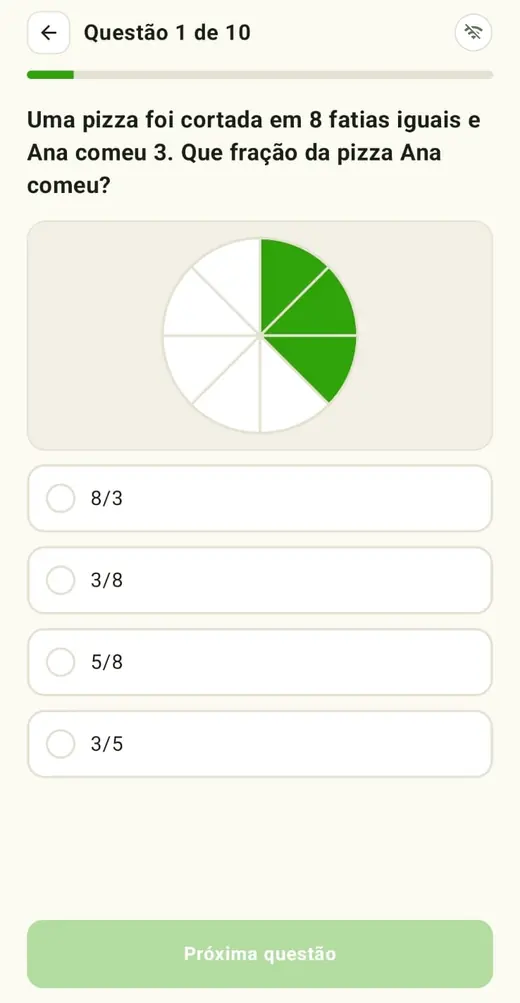 Questão 1 de 10
Uma pizza foi cortada em 8 fatias iguais e
Ana comeu 3. Que fração da pizza Ana
comeu?
8/3
3/8
5/8
3/5
Próxima questão